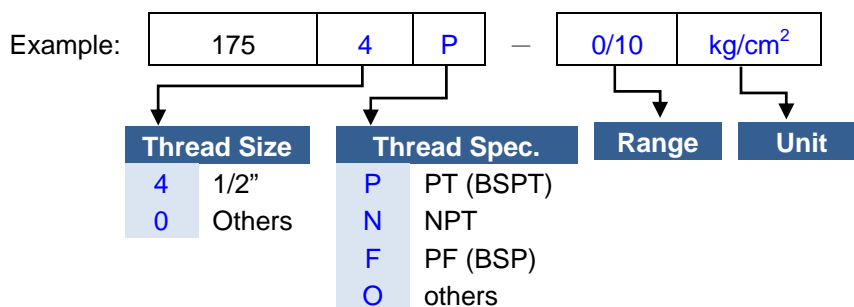 Example: 175 4 P – 0/10 kg/cm²
Thread Size Thread Spec. Range Unit
4 1/2” P PT (BSPT)
0 Others N NPT
F PF (BSP)
O others